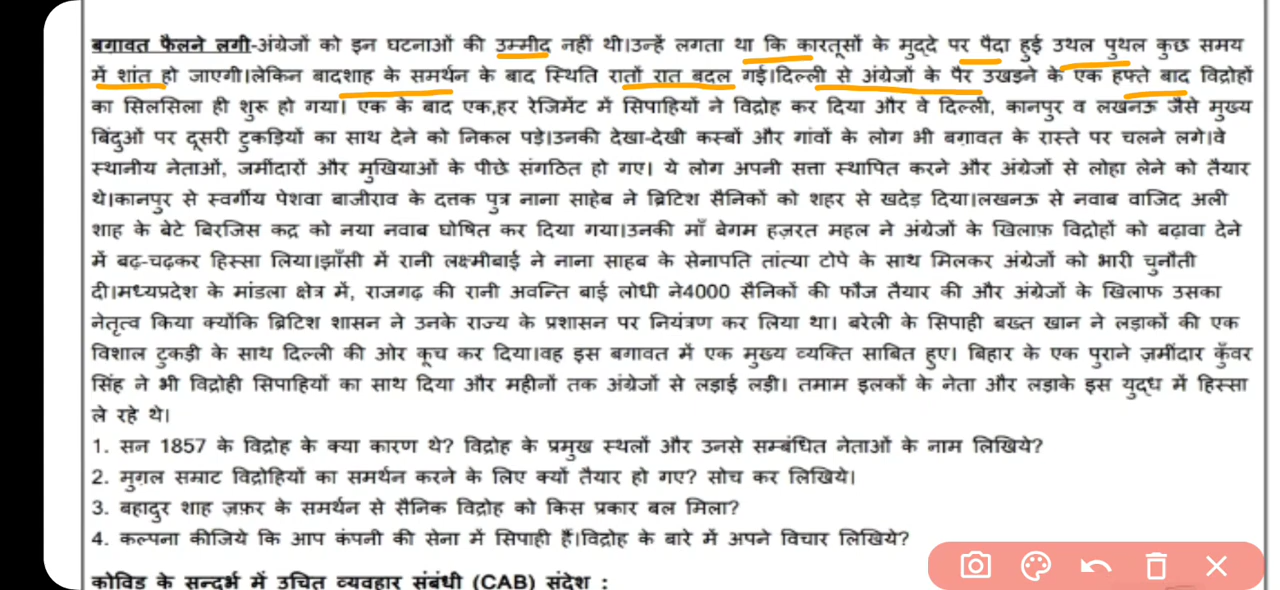 बगावत फैलने लगी-अंग्रेजों को इन घटनाओं की उम्मीद नहीं थी।उन्हें लगता था कि कारतूसों के मुद्दे पर पैदा हुई उथल पुथल कुछ समय
में शांत हो जाएगी।लेकिन बादशाह के समर्थन के बाद स्थिति रातों रात बदल गई।दिल्ली से अंग्रेजों के पैर उखड़ने के एक हफ्ते बाद विद्रोहों
का सिलसिला ही शुरू हो गया। एक के बाद एक,हर रेजिमेंट में सिपाहियों ने विद्रोह कर दिया और वे दिल्ली, कानपुर व लखनऊ जैसे मुख्य
बिंदुओं पर दूसरी टुकड़ियों का साथ देने को निकल पड़े।उनकी देखा-देखी कस्बों और गांवों के लोग भी बग़ावत के रास्ते पर चलने लगे।वे
स्थानीय नेताओं, जमींदारों और मुखियाओं के पीछे संगठित हो गए। ये लोग अपनी सत्ता स्थापित करने और अंग्रेजों से लोहा लेने को तैयार
थे।कानपुर से स्वर्गीय पेशवा बाजीराव के दत्तक पुत्र नाना साहेब ने ब्रिटिश सैनिकों को शहर से खदेड़ दिया।लखनऊ से नवाब वाजिद अली
शाह के बेटे बिरजिस कद्र को नया नवाब घोषित कर दिया गया।उनकी माँ बेगम हज़रत महल ने अंग्रेजों के खिलाफ़ विद्रोहों को बढ़ावा देने
में बढ़-चढ़कर हिस्सा लिया।झाँसी में रानी लक्ष्मीबाई ने नाना साहब के सेनापति तांत्या टोपे के साथ मिलकर अंग्रेजों को भारी चुनौती
दी।मध्यप्रदेश के मांडला क्षेत्र में, राजगढ़ की रानी अवन्ति बाई लोधी ने4000 सैनिकों की फौज तैयार की और अंग्रेजों के खिलाफ उसका
नेतृत्व किया क्योंकि ब्रिटिश शासन ने उनके राज्य के प्रशासन पर नियंत्रण कर लिया था। बरेली के सिपाही बख्त खान ने लड़ाकों की एक
विशाल टुकड़ी के साथ दिल्ली की ओर कूच कर दिया।वह इस बगावत में एक मुख्य व्यक्ति साबित हुए। बिहार के एक पुराने ज़मींदार कुँवर
सिंह ने भी विद्रोही सिपाहियों का साथ दिया और महीनों तक अंग्रेजों से लड़ाई लड़ी। तमाम इलकों के नेता और लड़ाके इस युद्ध में हिस्सा
ले रहे थे।
1. सन 1857 के विद्रोह के क्या कारण थे? विद्रोह के प्रमुख स्थलों और उनसे सम्बंधित नेताओं के नाम लिखिये?
2. मुग़ल सम्राट विद्रोहियों का समर्थन करने के लिए क्यों तैयार हो गए? सोच कर लिखिये।
3. बहादुर शाह ज़फ़र के समर्थन से सैनिक विद्रोह को किस प्रकार बल मिला?
4. कल्पना कीजिये कि आप कंपनी की सेना में सिपाही हैं।विद्रोह के बारे में अपने विचार लिखिये?
कोविड के सन्दर्भ में उचित व्यवहार संबंधी (CAB) संदेश :